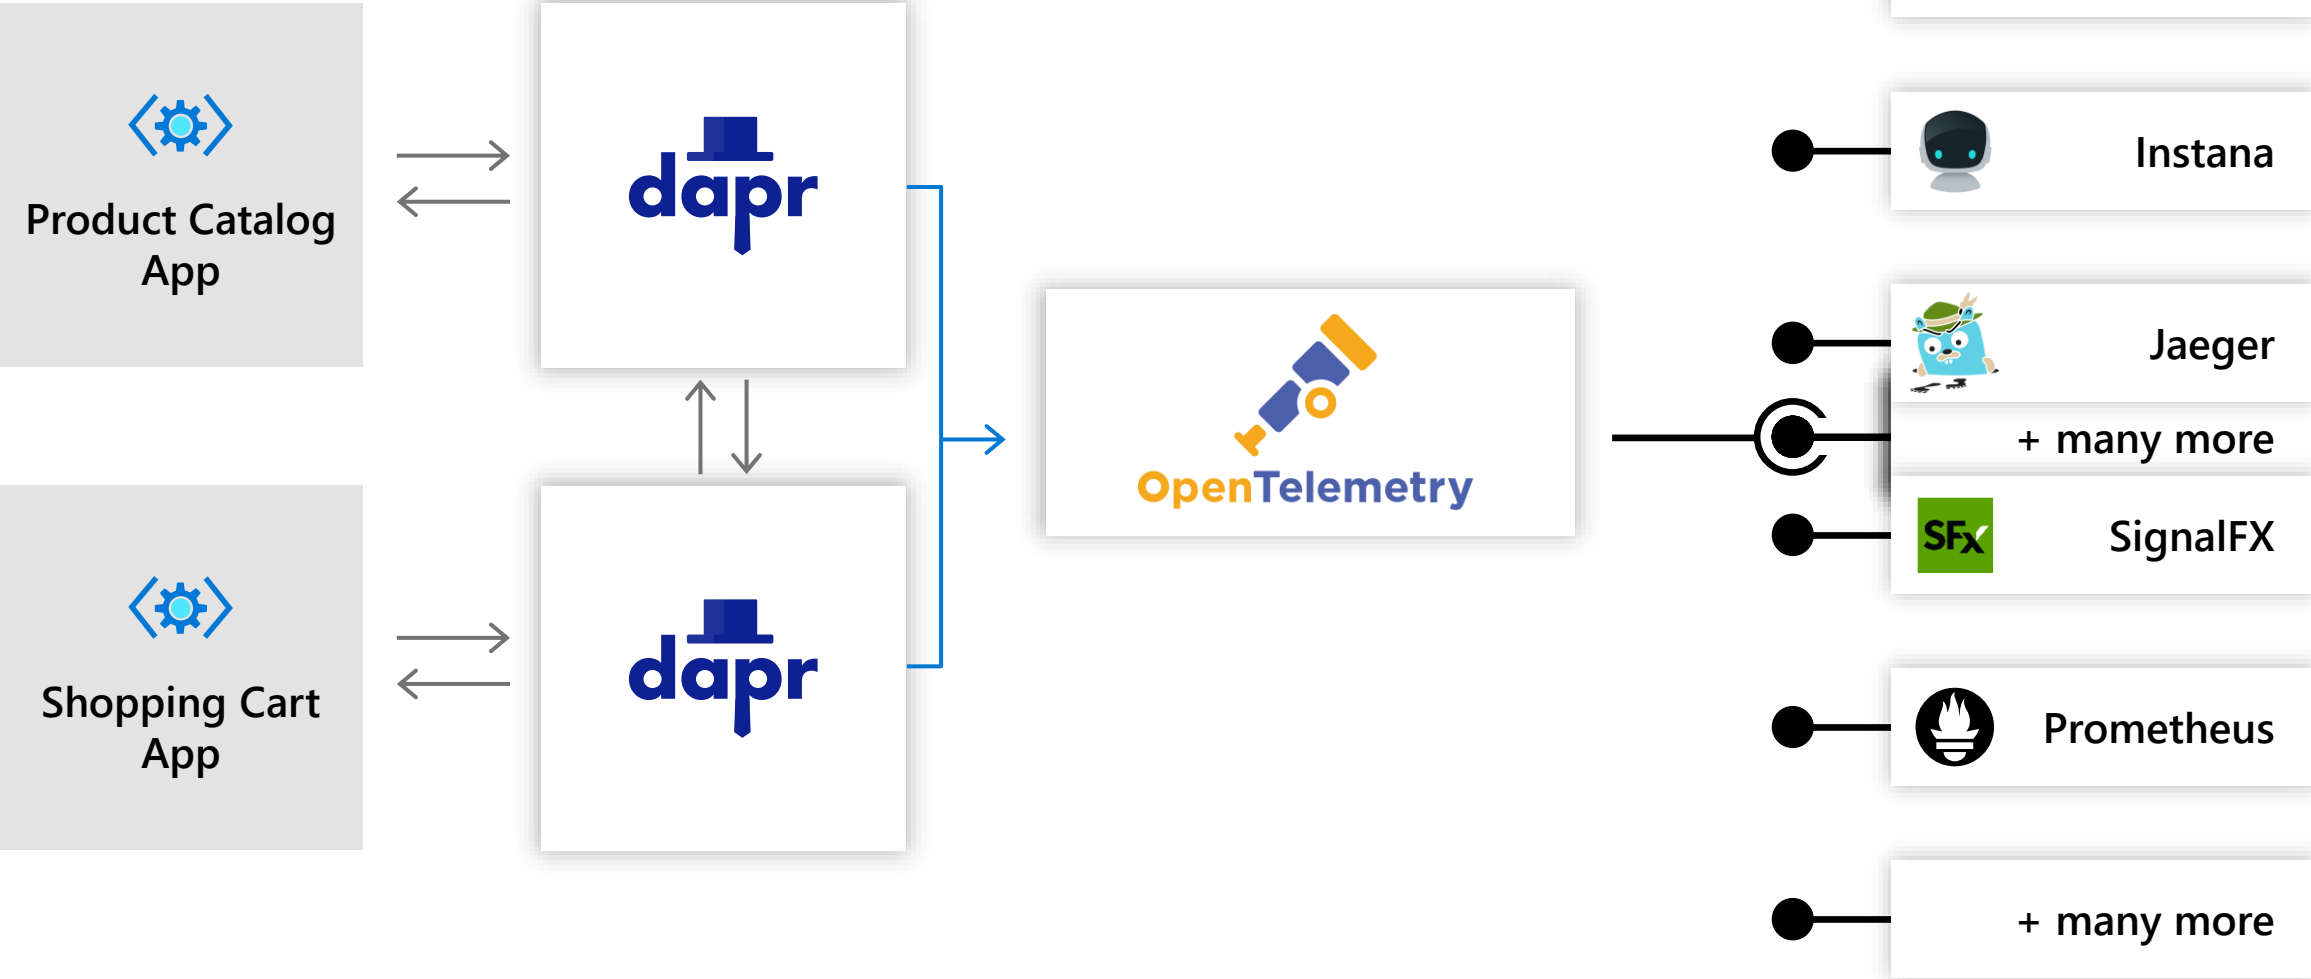 Product Catalog
App
dapr
Shopping Cart
App
dapr
OpenTelemetry
Instana
Jaeger
+ many more
SFx
SignalFX
Prometheus
+ many more